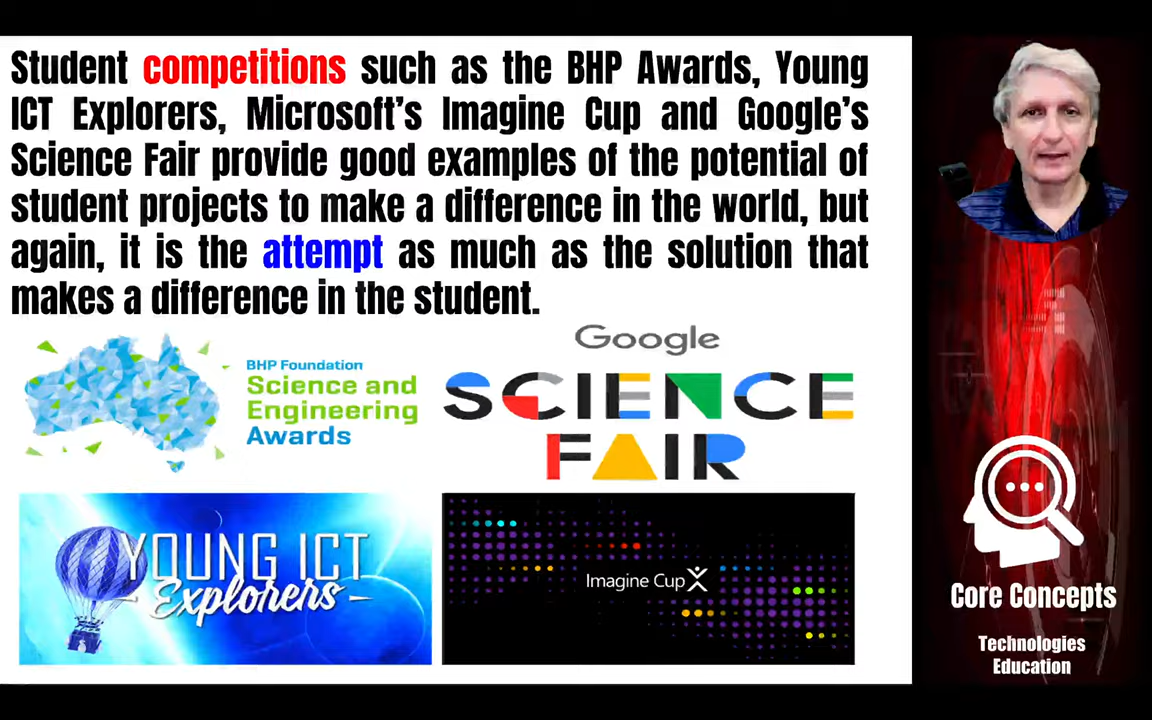 Student competitions such as the BHP Awards, Young
ICT Explorers, Microsoft’s Imagine Cup and Google’s
Science Fair provide good examples of the potential of
student projects to make a difference in the world, but
again, it is the attempt as much as the solution that
makes a difference in the student.
BHP Foundation
Science and
Engineering
Awards
Google
SCIENCE
FAIR
YOUNG ICT
Explorers
Imagine Cup
Core Concepts
Technologies
Education